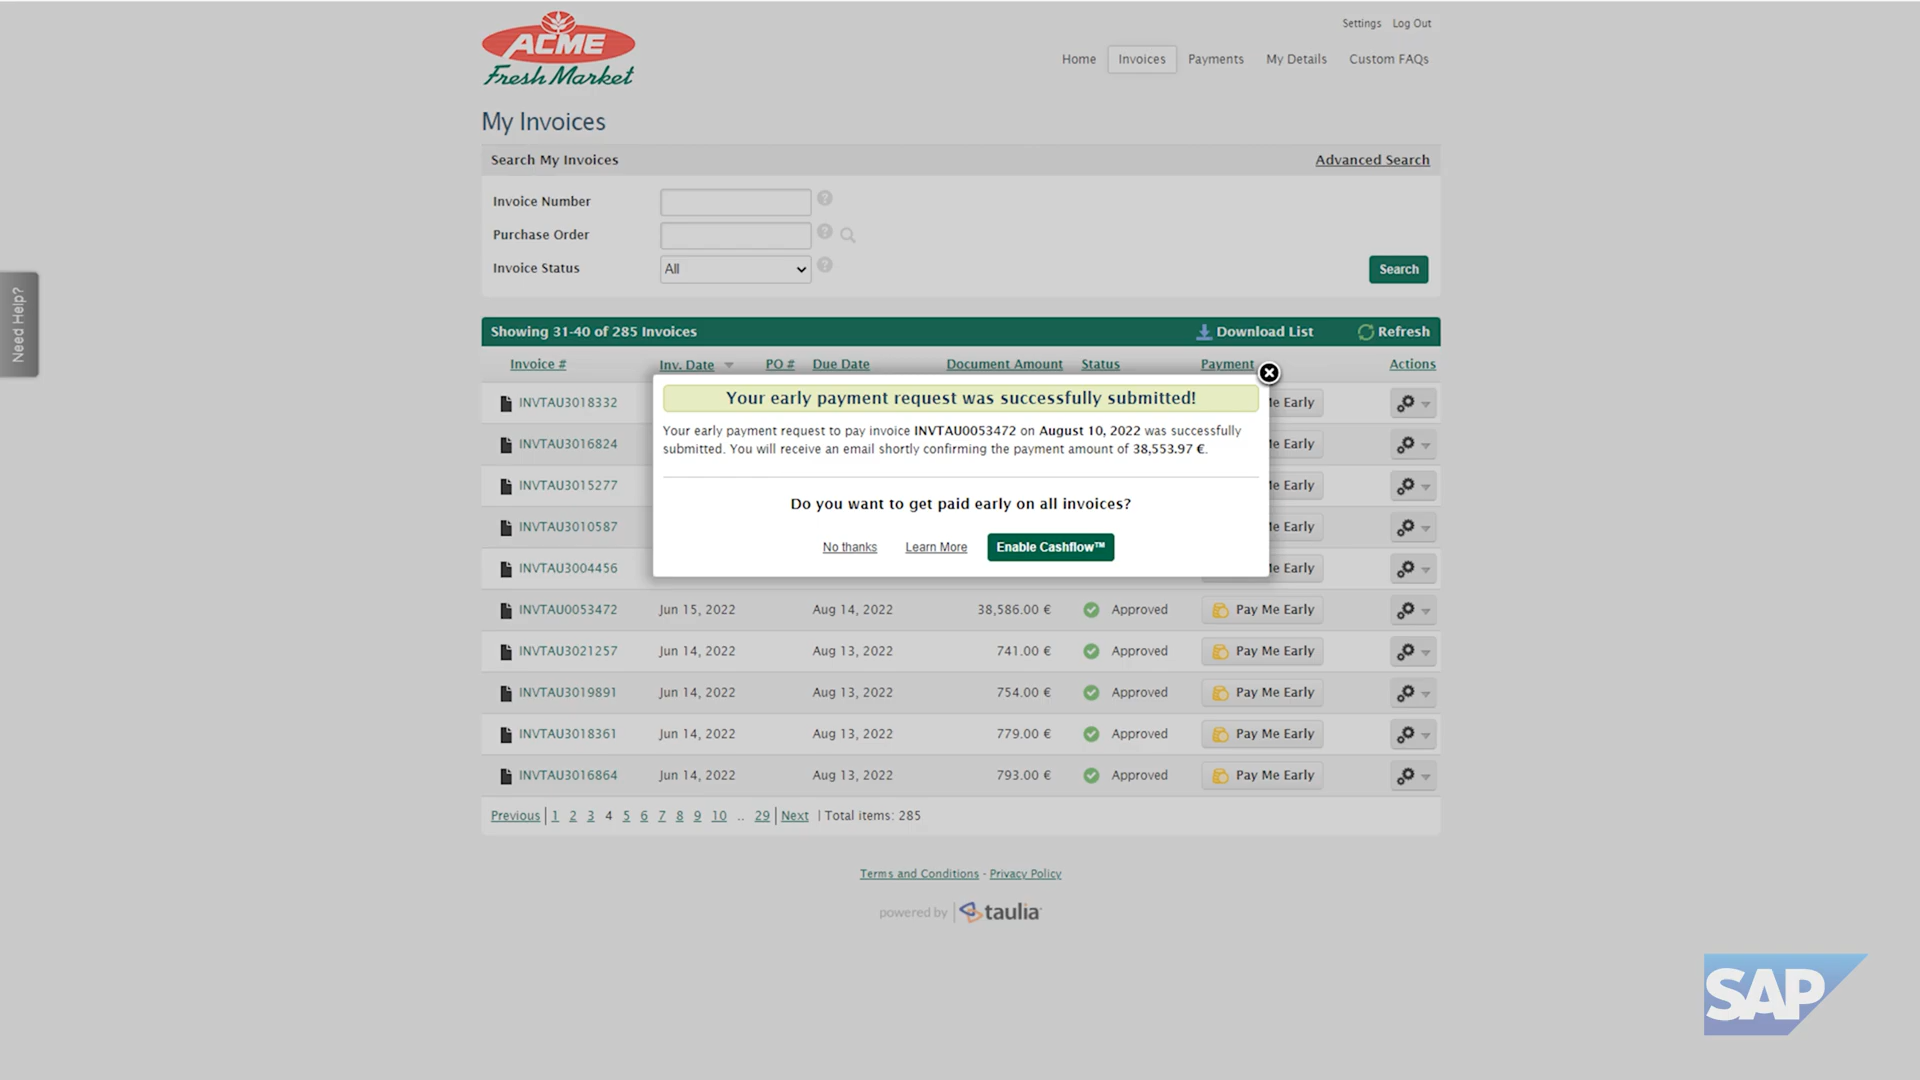 ACME
Fresh Market
Settings Log Out
Home Invoices Payments My Details Custom FAQs
My Invoices
Search My Invoices Advanced Search
Invoice Number
Purchase Order
Invoice Status All Search
Need Help?
Showing 31-40 of 285 Invoices Download List Refresh
Invoice # Inv. Date PO # Due Date Document Amount Status Payment Actions
Your early payment request was successfully submitted!
Your early payment request to pay invoice INVTAU0053472 on August 10, 2022 was successfully
submitted. You will receive an email shortly confirming the payment amount of 38,553.97 €.
Do you want to get paid early on all invoices?
No thanks Learn More Enable Cashflow™
INVTAU3018332 Me Early
INVTAU3016824 Me Early
INVTAU3015277 Me Early
INVTAU3010587 Me Early
INVTAU3004456 Me Early
INVTAU0053472 Jun 15, 2022 Aug 14, 2022 38,586.00 € Approved Pay Me Early
INVTAU3021257 Jun 14, 2022 Aug 13, 2022 741.00 € Approved Pay Me Early
INVTAU3019891 Jun 14, 2022 Aug 13, 2022 754.00 € Approved Pay Me Early
INVTAU3018361 Jun 14, 2022 Aug 13, 2022 779.00 € Approved Pay Me Early
INVTAU3016864 Jun 14, 2022 Aug 13, 2022 793.00 € Approved Pay Me Early
Previous | 1 2 3 4 5 6 7 8 9 10 .. 29 | Next | Total items: 285
Terms and Conditions - Privacy Policy
powered by | taulia
SAP